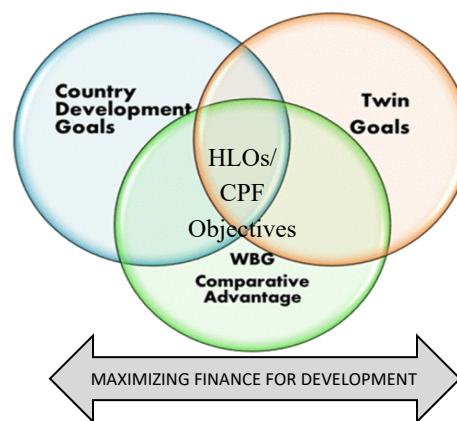 Country
Development
Goals
Twin
Goals
HLOs/
CPF
Objectives
WBG
Comparative
Advantage
MAXIMIZING FINANCE FOR DEVELOPMENT